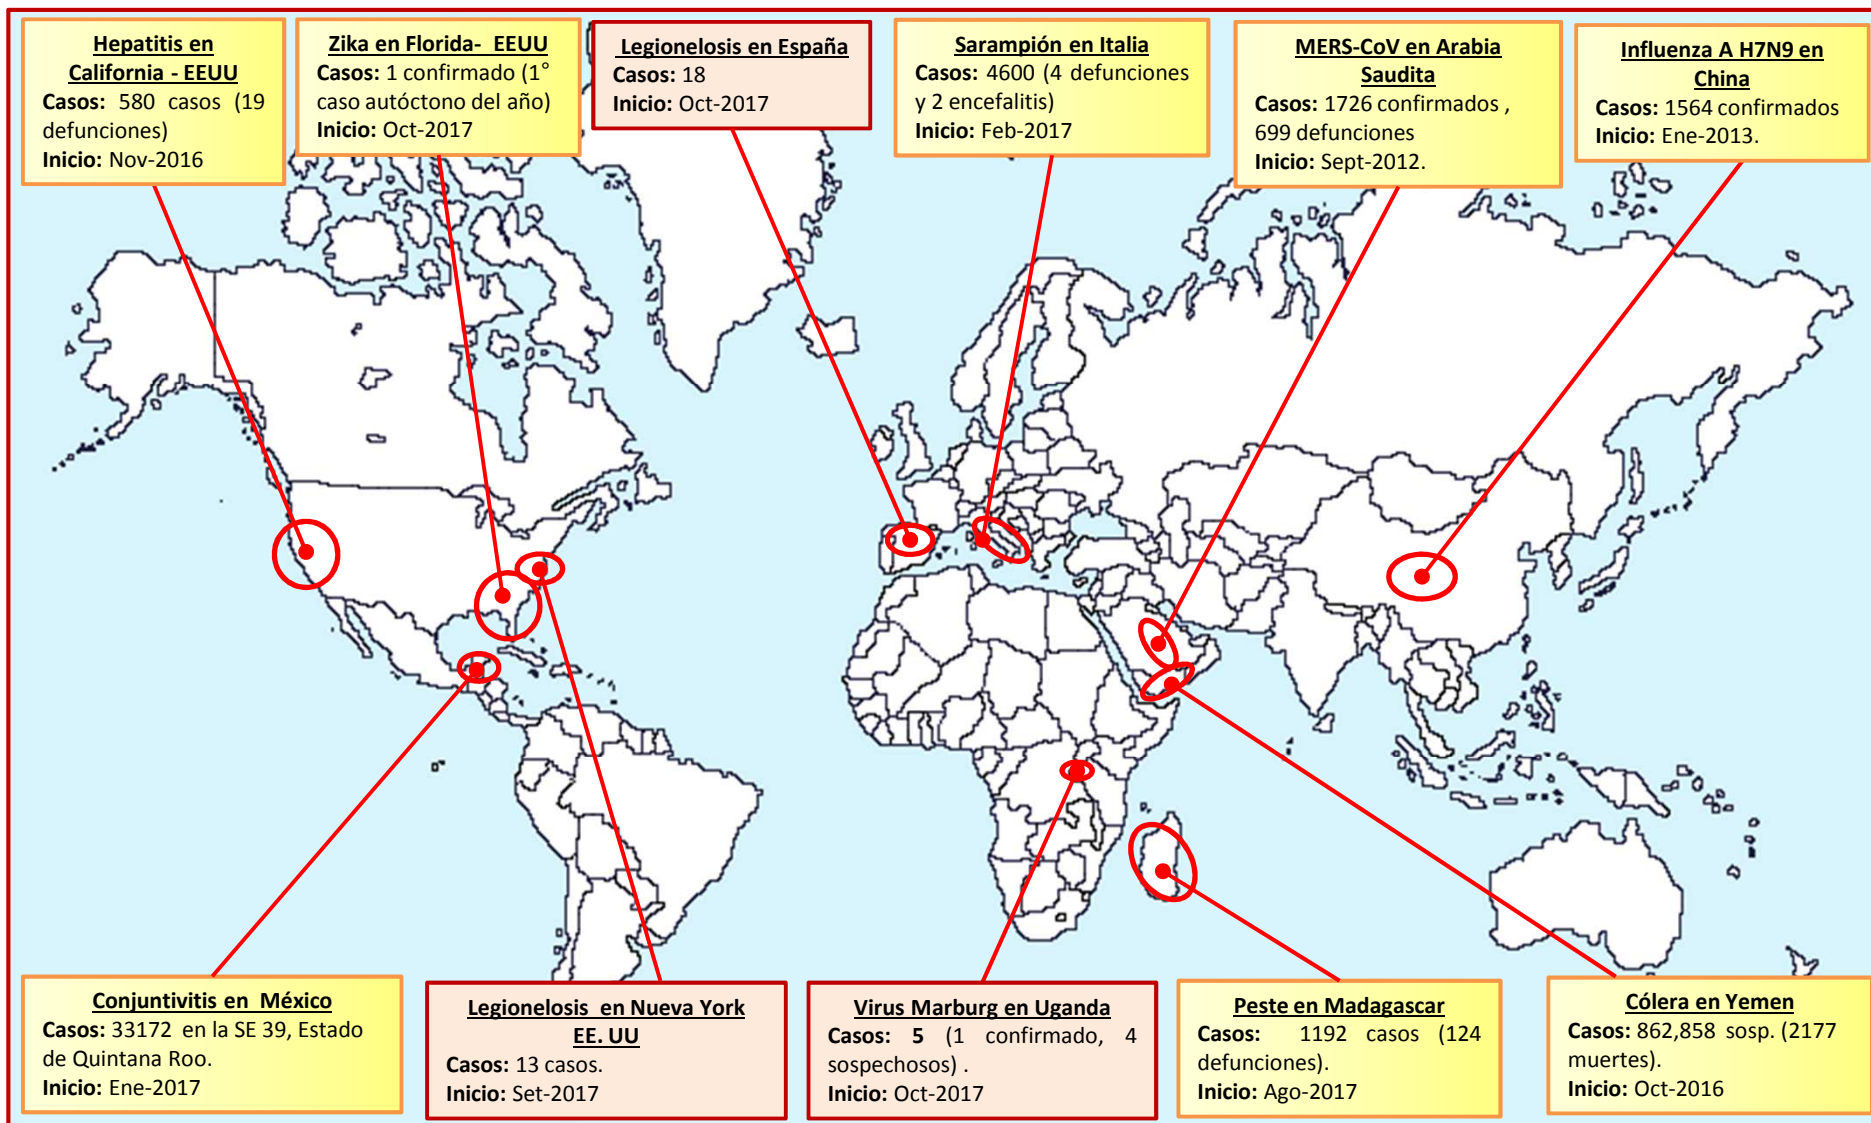 Hepatitis en
California - EEUU
Casos: 580 casos (19
defunciones)
Inicio: Nov-2016
Zika en Florida- EEUU
Casos: 1 confirmado (1°
caso autóctono del año)
Inicio: Oct-2017
Legionelosis en España
Casos: 18
Inicio: Oct-2017
Sarampión en Italia
Casos: 4600 (4 defunciones
y 2 encefalitis)
Inicio: Feb-2017
MERS-CoV en Arabia
Saudita
Casos: 1726 confirmados ,
699 defunciones
Inicio: Sept-2012.
Influenza A H7N9 en
China
Casos: 1564 confirmados
Inicio: Ene-2013.
Conjuntivitis en México
Casos: 33172 en la SE 39, Estado
de Quintana Roo.
Inicio: Ene-2017
Legionelosis en Nueva York
EE. UU
Casos: 13 casos.
Inicio: Set-2017
Virus Marburg en Uganda
Casos: 5 (1 confirmado, 4
sospechosos) .
Inicio: Oct-2017
Peste en Madagascar
Casos: 1192 casos (124
defunciones).
Inicio: Ago-2017
Cólera en Yemen
Casos: 862,858 sosp. (2177
muertes).
Inicio: Oct-2016